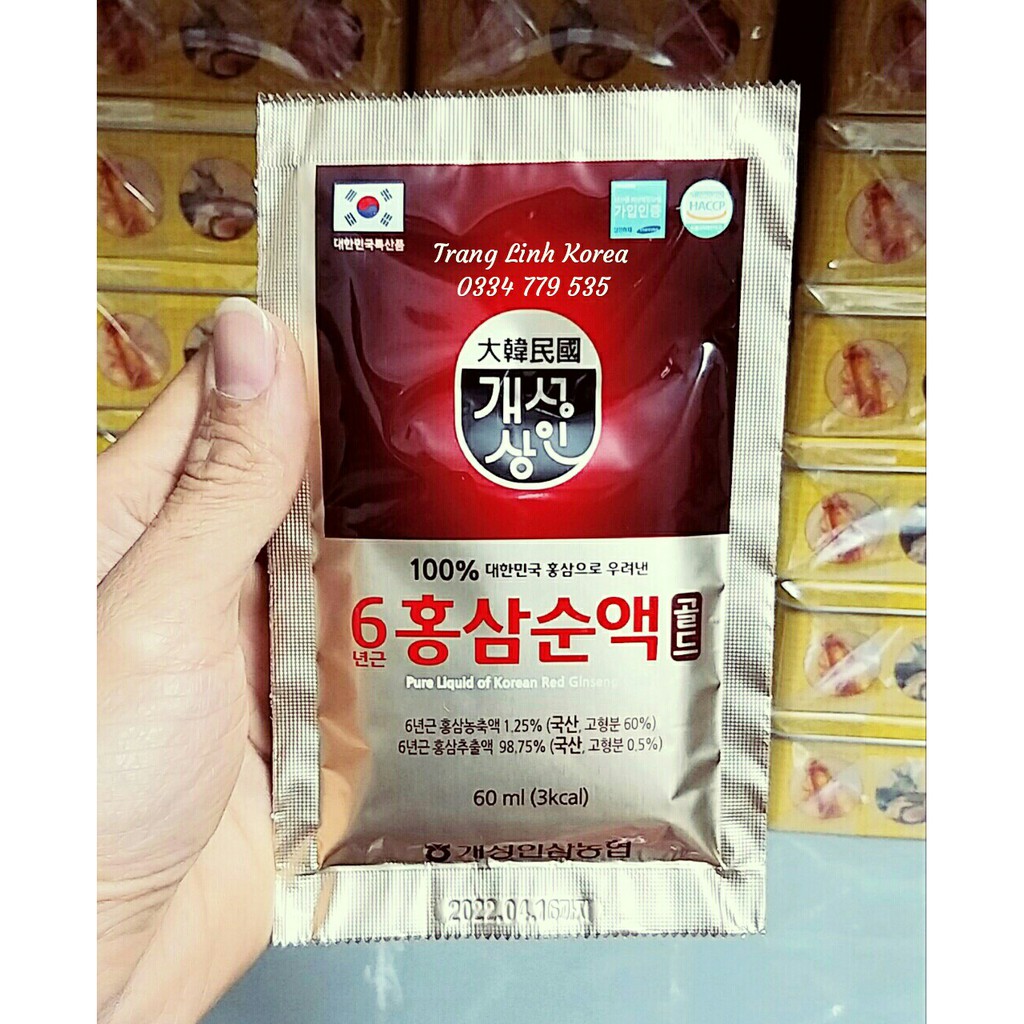 대한민국특산품
가입인증
HACCP
Trang Linh Korea
0334 779 535
大韓民國
개성
상인
100% 대한민국 홍삼으로 우려낸
6년근 홍삼순액 골드
Pure Liquid of Korean Red Ginseng
6년근 홍삼농축액 1.25% (국산, 고형분 60%)
6년근 홍삼추출액 98.75% (국산, 고형분 0.5%)
60 ml (3kcal)
개성인삼농협
2022.04.16까지